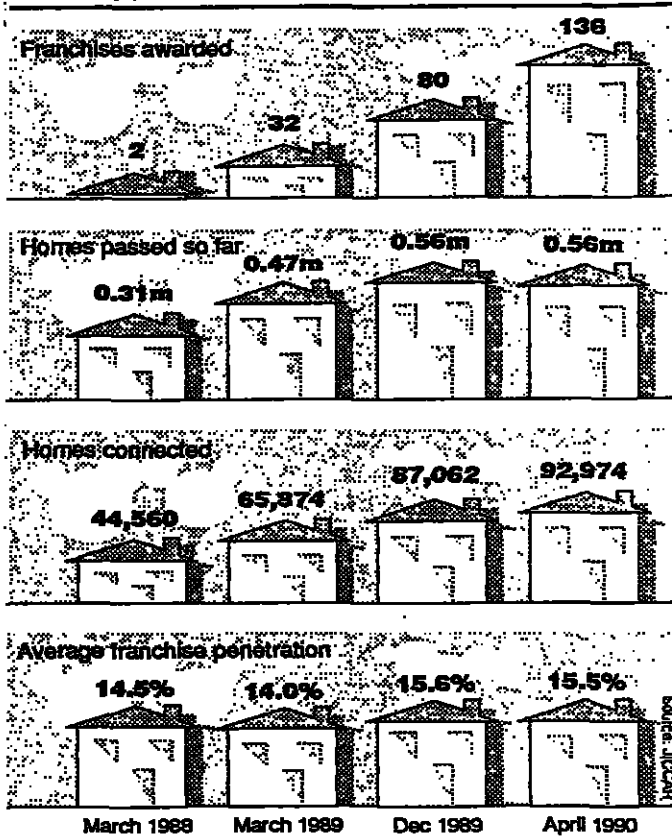 Franchises awarded
2 32 80 136
Homes passed so far
0.31m 0.47m 0.56m 0.56m
Homes connected
44,560 65,874 87,062 92,974
Average franchise penetration
14.5% 14.0% 15.6% 15.5%
March 1988 March 1989 Dec 1989 April 1990